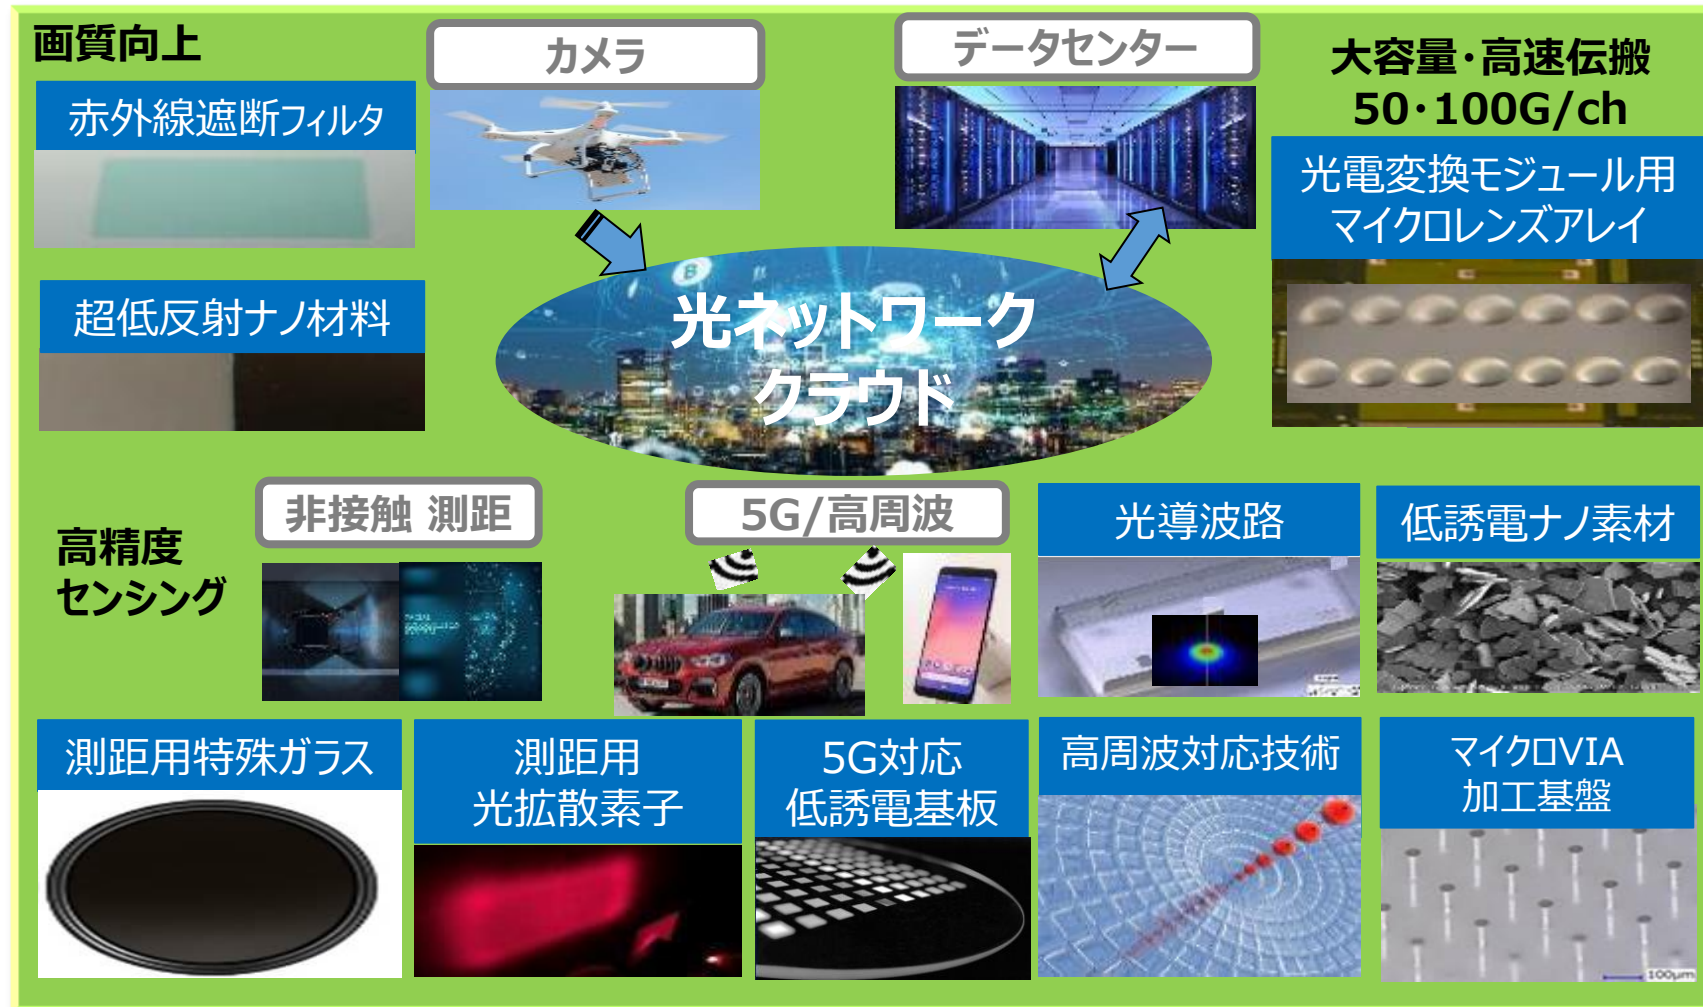 画質向上
カメラ
データセンター
大容量・高速伝搬
50・100G/ch
赤外線遮断フィルタ
光電変換モジュール用
マイクロレンズアレイ
超低反射ナノ材料
光ネットワーク
クラウド
高精度
センシング
非接触 測距
5G/高周波
光導波路
低誘電ナノ素材
測距用特殊ガラス
測距用
光拡散素子
5G対応
低誘電基板
高周波対応技術
マイクロVIA
加工基盤
100μm